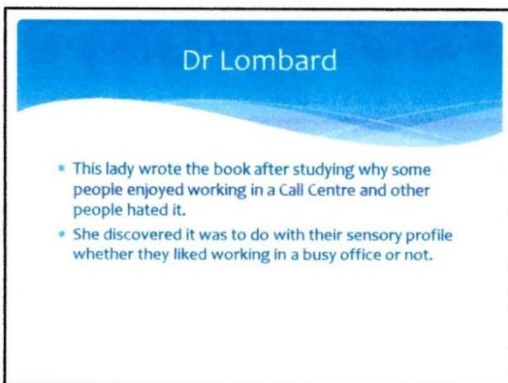 Dr Lombard
This lady wrote the book after studying why some
people enjoyed working in a Call Centre and other
people hated it.
She discovered it was to do with their sensory profile
whether they liked working in a busy office or not.